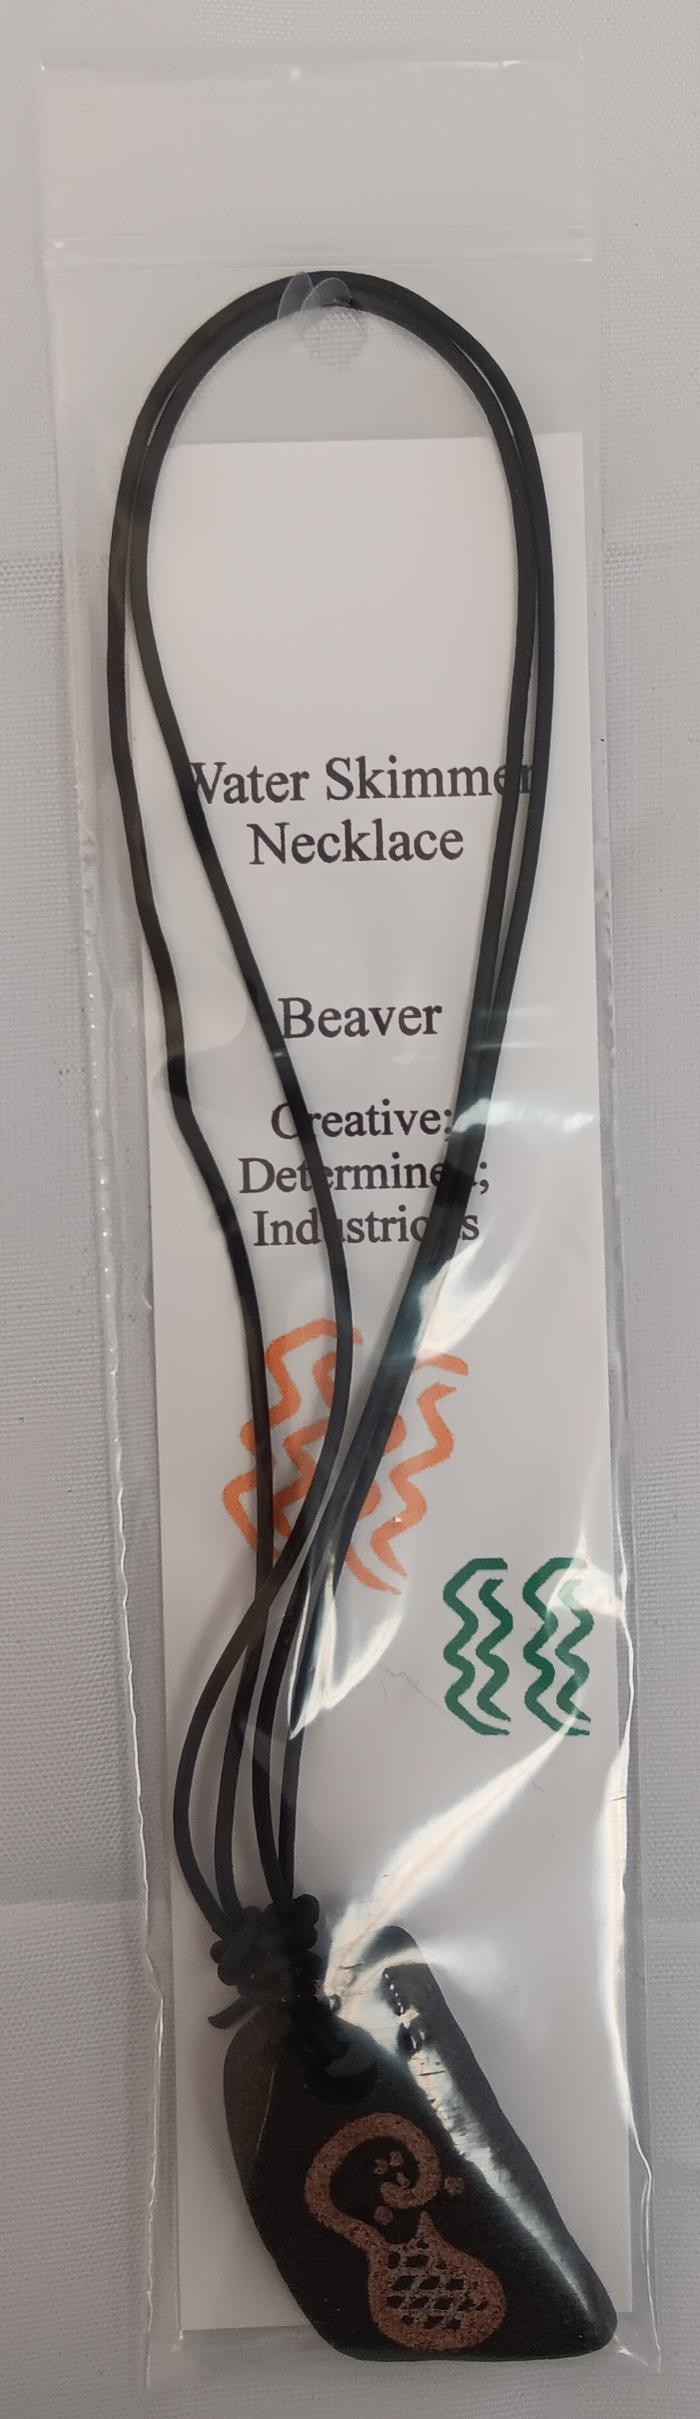 Water Skimmer
Necklace
Beaver
Creative;
Determined;
Industrious